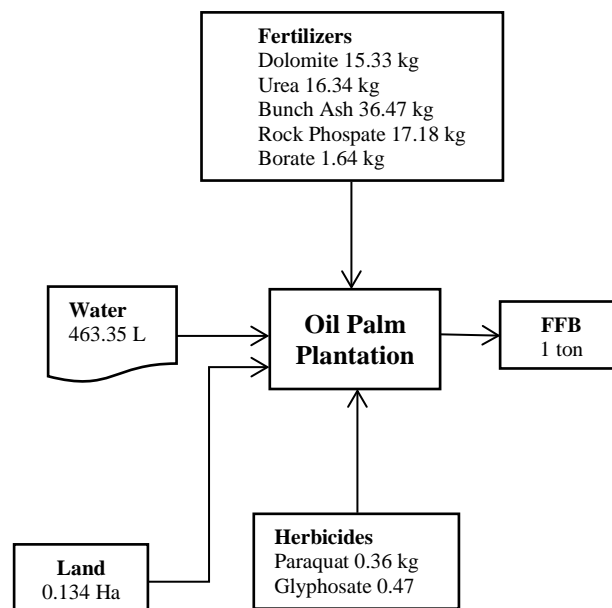 Fertilizers
Dolomite 15.33 kg
Urea 16.34 kg
Bunch Ash 36.47 kg
Rock Phospate 17.18 kg
Borate 1.64 kg
Water
463.35 L
Oil Palm
Plantation
FFB
1 ton
Land
0.134 Ha
Herbicides
Paraquat 0.36 kg
Glyphosate 0.47